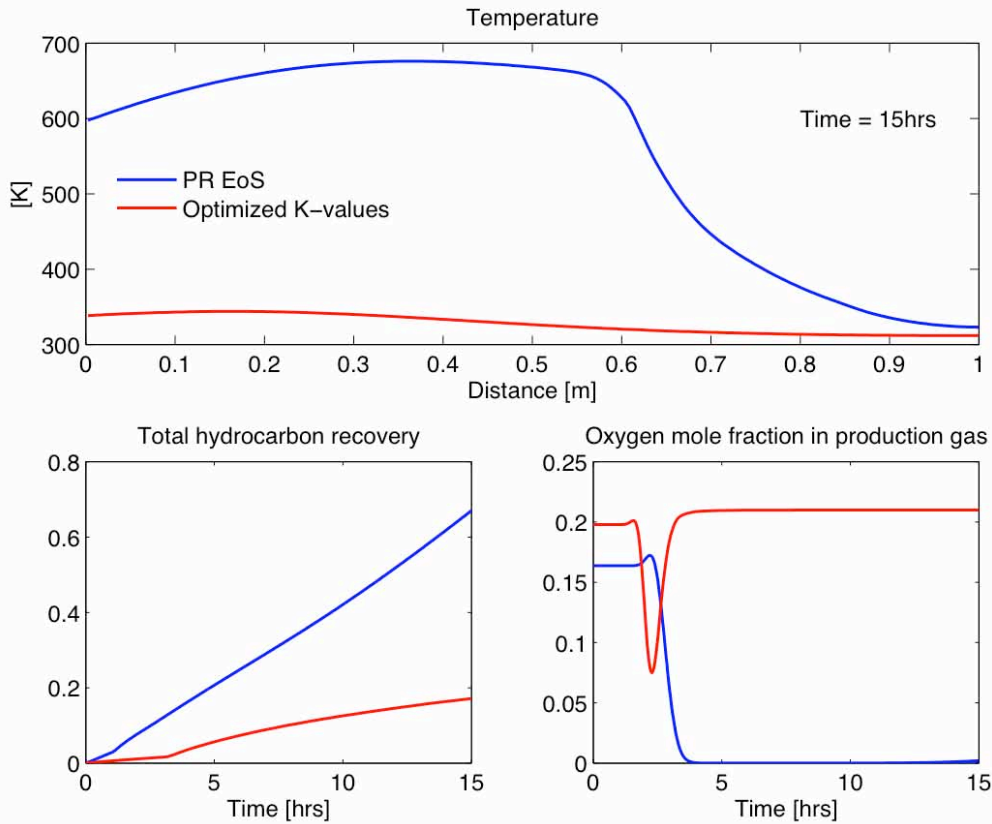 Temperature
700
600
500
400
300
[K]
Time = 15hrs
PR EoS
Optimized K−values
0 0.1 0.2 0.3 0.4 0.5 0.6 0.7 0.8 0.9 1
Distance [m]
Total hydrocarbon recovery
0.8
0.6
0.4
0.2
0
0 5 10 15
Time [hrs]
Oxygen mole fraction in production gas
0.25
0.2
0.15
0.1
0.05
0
0 5 10 15
Time [hrs]